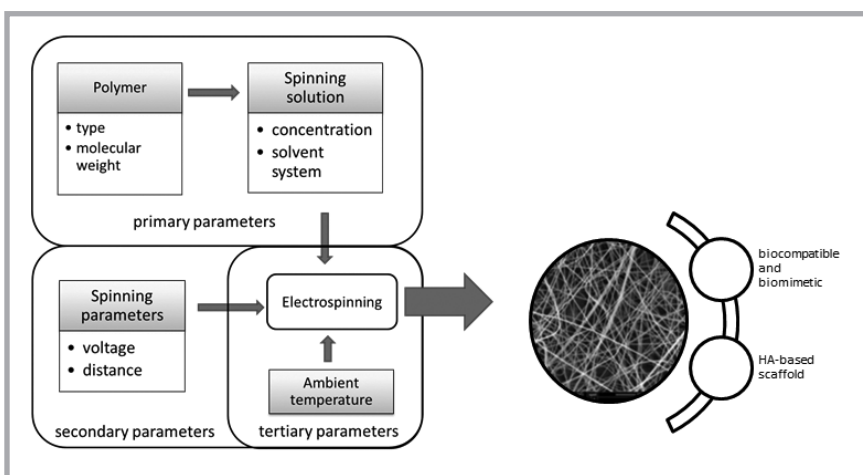 Polymer
• type
• molecular
weight
Spinning
solution
• concentration
• solvent
system
primary parameters
Spinning
parameters
• voltage
• distance
secondary parameters
Electrospinning
Ambient
temperature
tertiary parameters
biocompatible
and
biomimetic
HA-based
scaffold